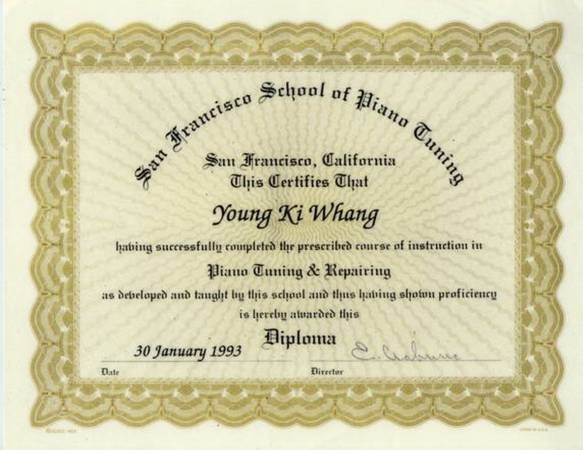 San Francisco School of Piano Tuning
San Francisco, California
This Certifies That
Young Ki Whang
having successfully completed the prescribed course of instruction in
Piano Tuning & Repairing
as developed and taught by this school and thus having shown proficiency
is hereby awarded this
Diploma
30 January 1993
Date
Director